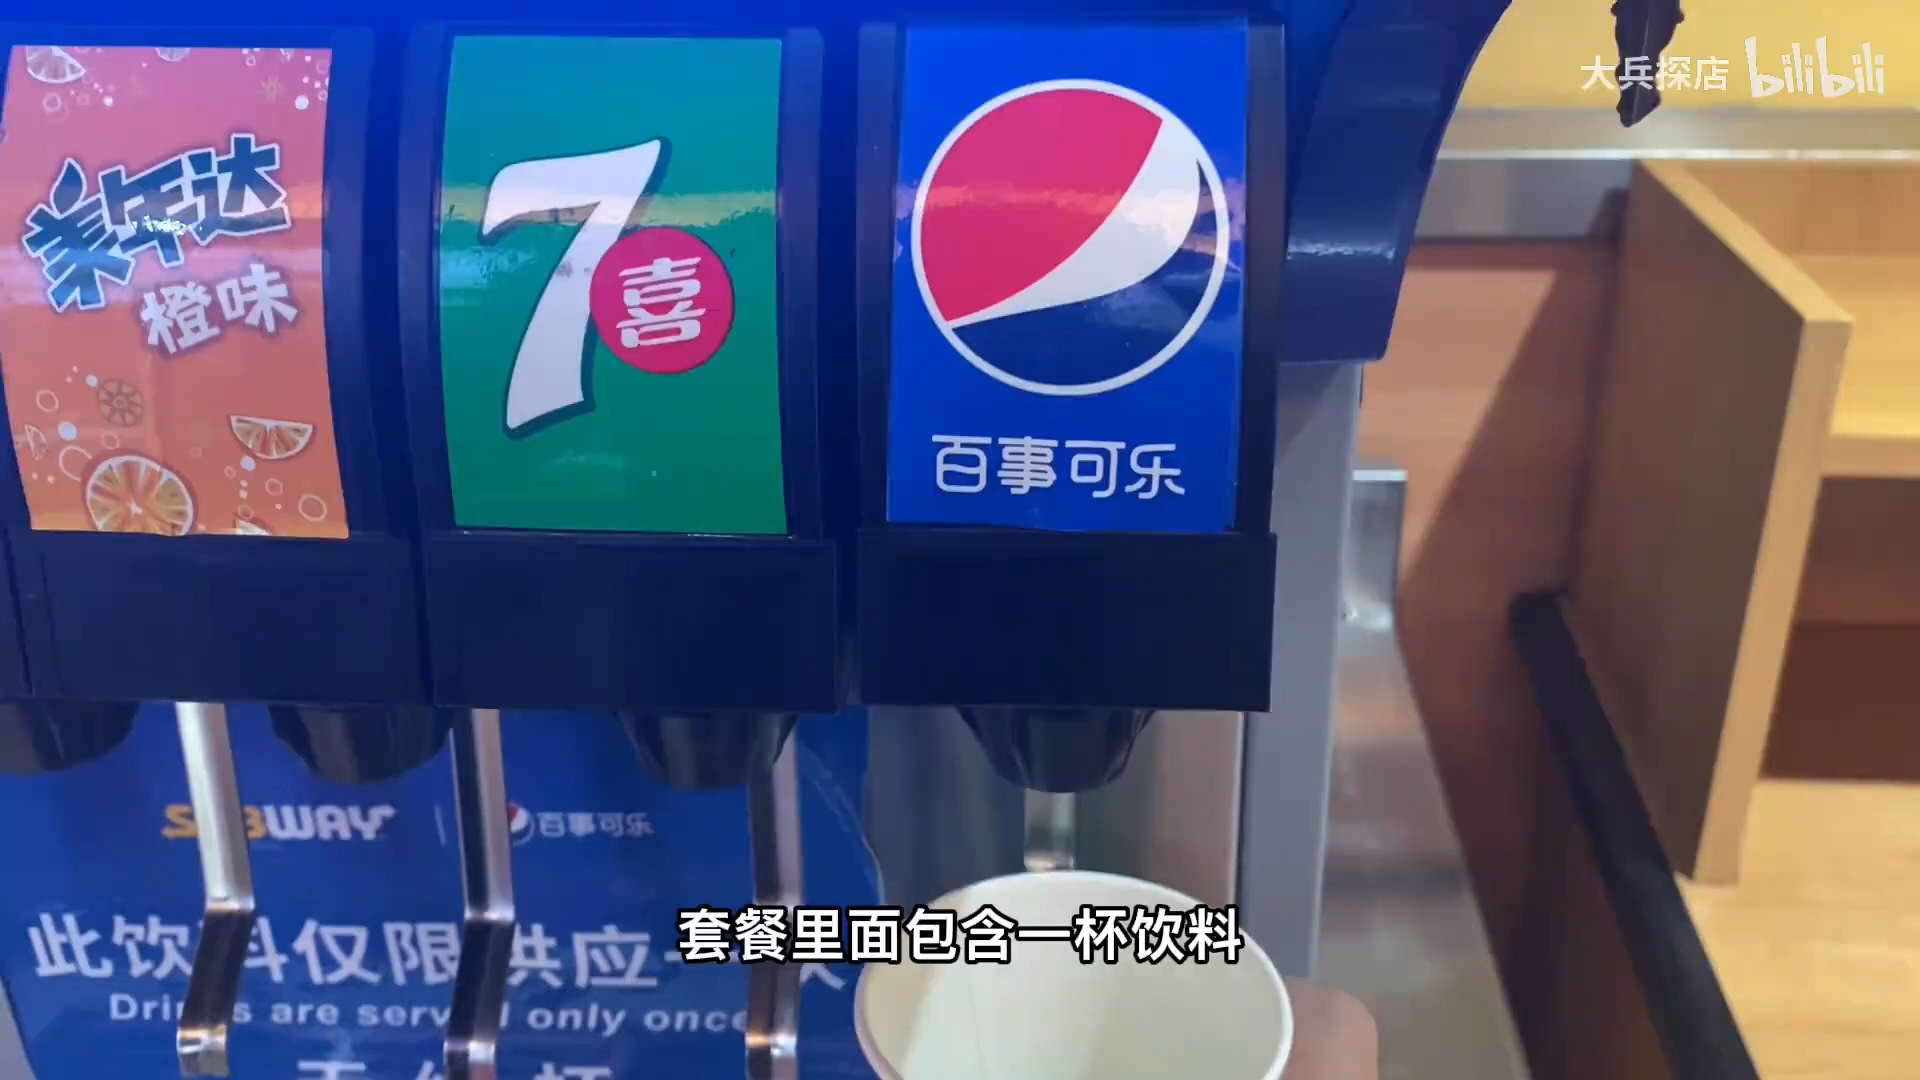 大兵探店 bilibili
美年达
橙味
7喜
百事可乐
SUBWAY | 百事可乐
此饮料仅限供应一次
Drinks are served only once
套餐里面包含一杯饮料